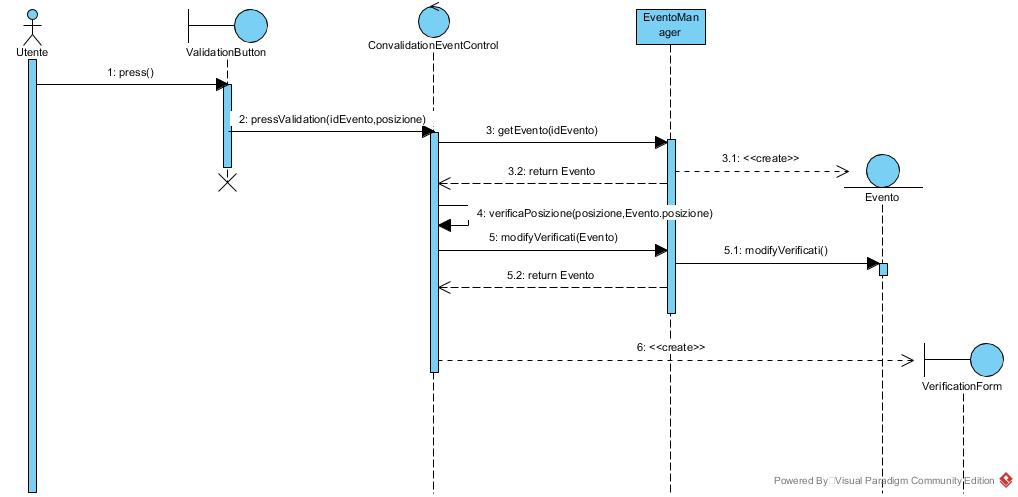 EventoMan
ager
Utente
ValidationButton
ConvalidationEventControl
1: press()
2: pressValidation(idEvento,posizione)
3: getEvento(idEvento)
3.1: <<create>>
3.2: return Evento
Evento
4: verificaPosizione(posizione,Evento.posizione)
5: modifyVerificati(Evento)
5.1: modifyVerificati()
5.2: return Evento
6: <<create>>
VerificationForm
Powered By Visual Paradigm Community Edition